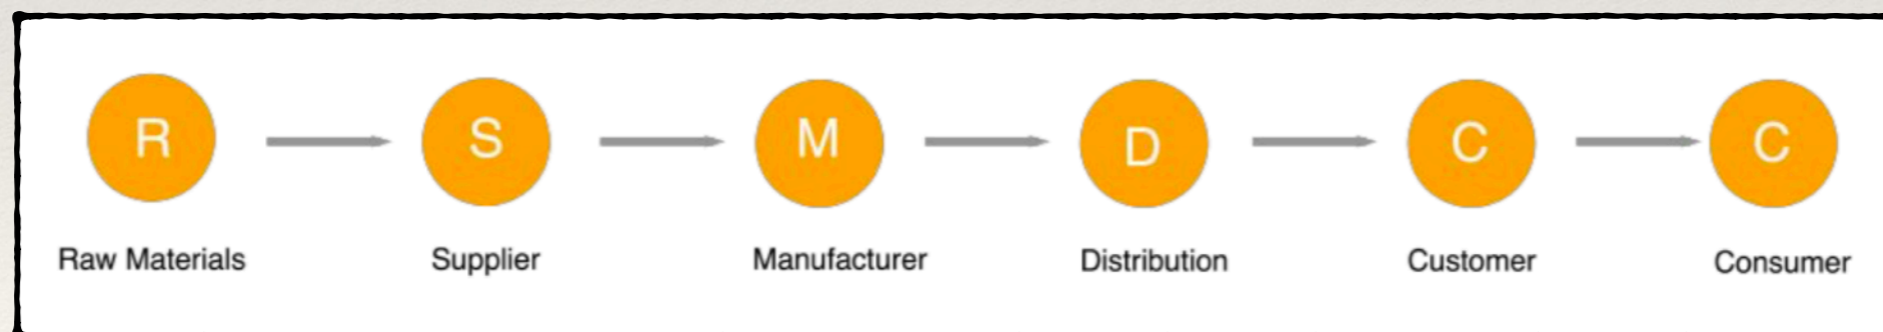 R S M D C C
Raw Materials Supplier Manufacturer Distribution Customer Consumer